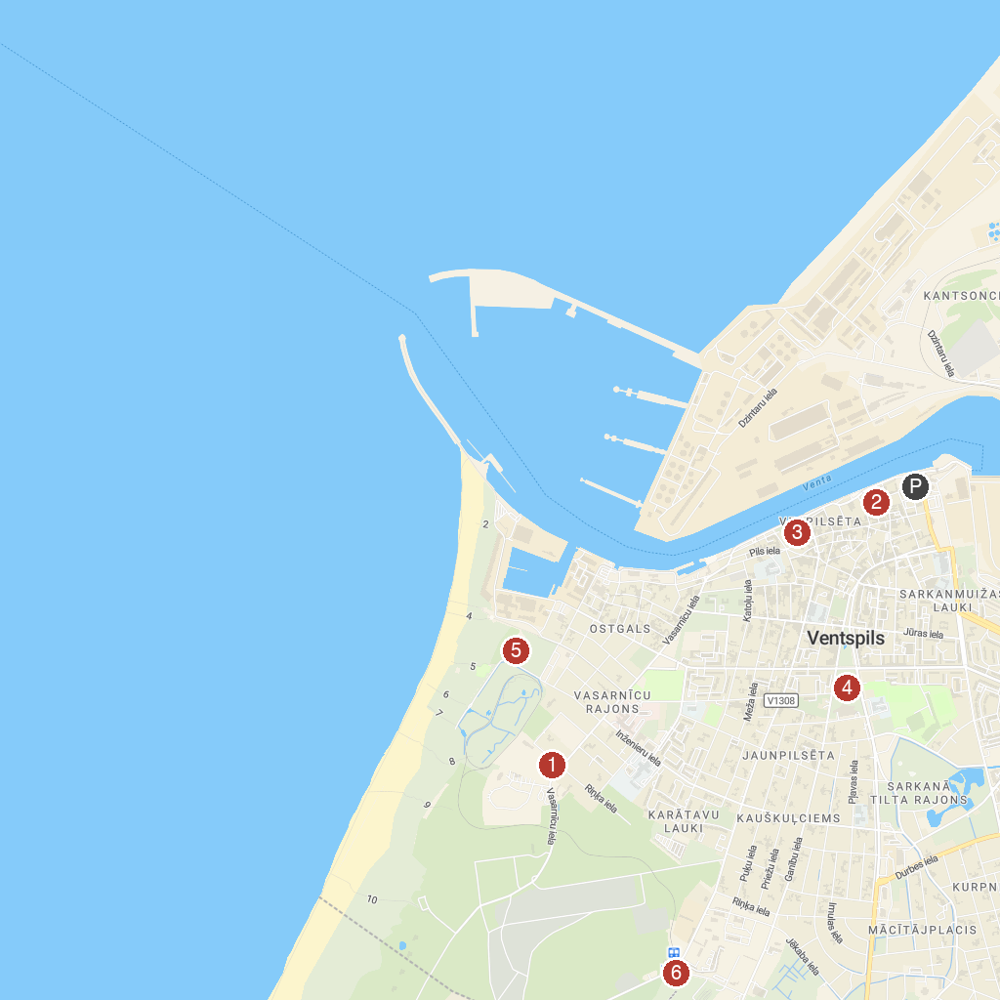 KANTSONC
Dzintaru iela
Dzintaru iela
Venta
P
2
3
2
Pils iela
Katoļu iela
Vasarnīcu iela
SARKANMUIŽAS
LAUKI
4
OSTGALS
Ventspils
Jūras iela
5
5
6
7
VASARNĪCU
RAJONS
Meža iela
V1308
4
8
1
Inženieru iela
JAUNPILSĒTA
Pļavas iela
SARKANĀ
TILTA RAJONS
9
Riņķa iela
Vasarnīcu iela
KARĀTAVU
LAUKI
KAUŠKUĻCIEMS
Puķu iela
Priežu iela
Ganību iela
Durbes iela
10
KURPN
Riņķa iela
Imulas iela
MĀCĪTĀJPLACIS
Jēkaba iela
6